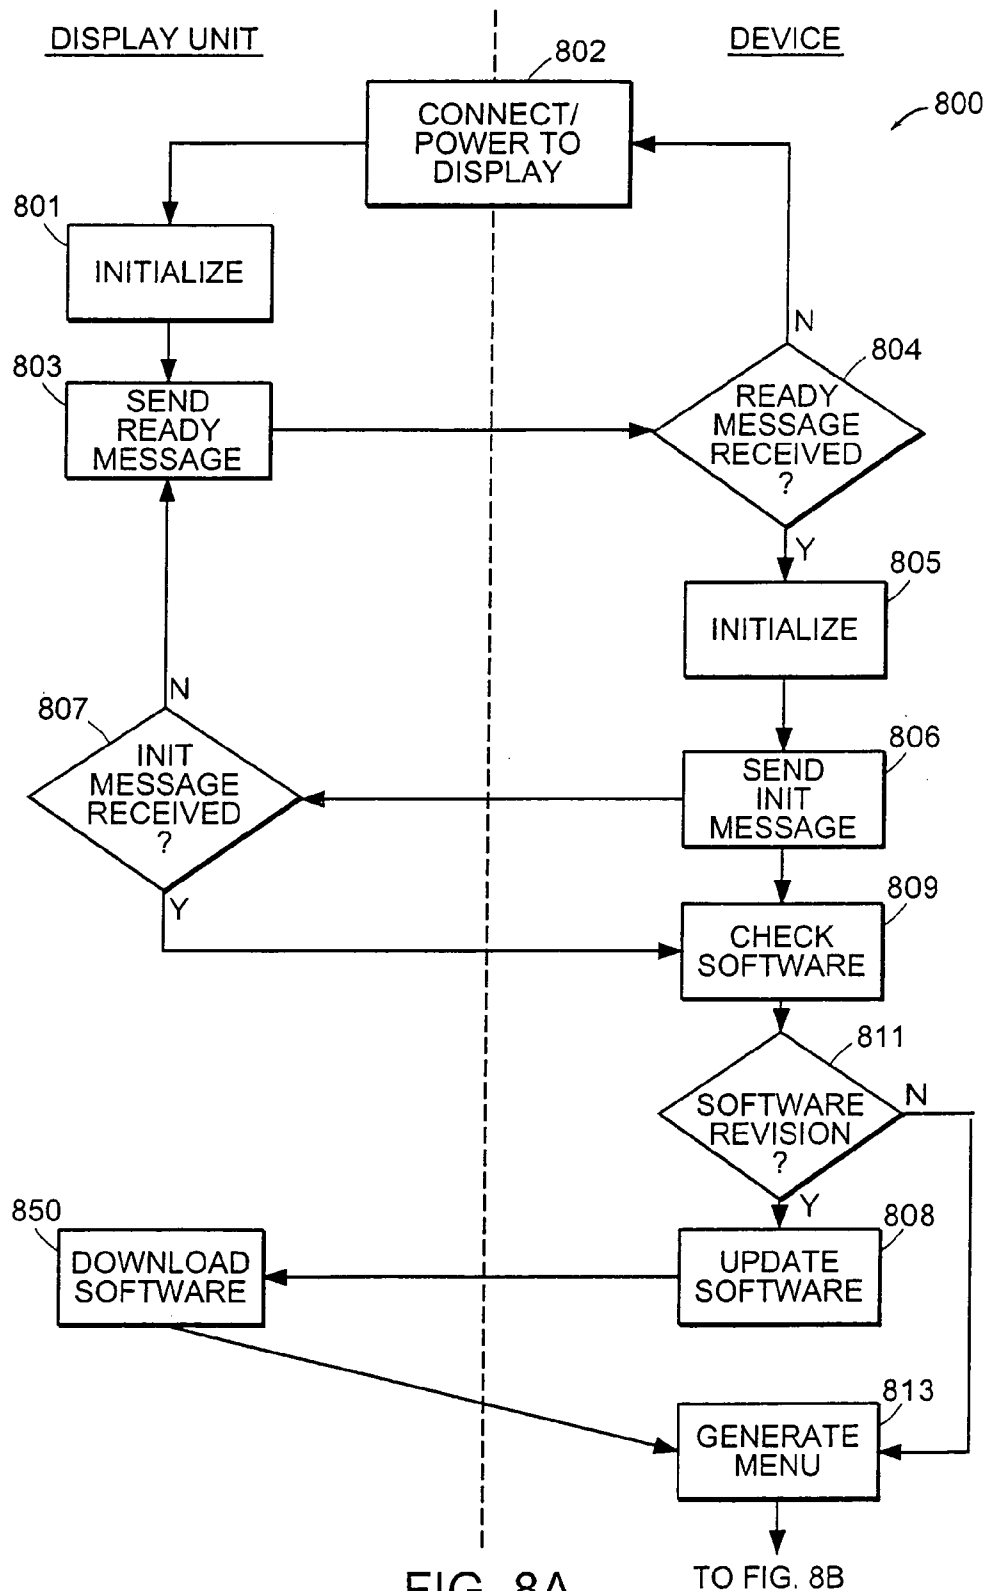 DISPLAY UNIT
DEVICE
802
800
CONNECT/
POWER TO
DISPLAY
801
INITIALIZE
N
803
804
SEND
READY
MESSAGE
READY
MESSAGE
RECEIVED
?
Y
805
INITIALIZE
N
807
806
INIT
MESSAGE
RECEIVED
?
SEND
INIT
MESSAGE
Y
809
CHECK
SOFTWARE
811
N
SOFTWARE
REVISION
?
Y
850
808
DOWNLOAD
SOFTWARE
UPDATE
SOFTWARE
813
GENERATE
MENU
TO FIG. 8B
FIG. 8A